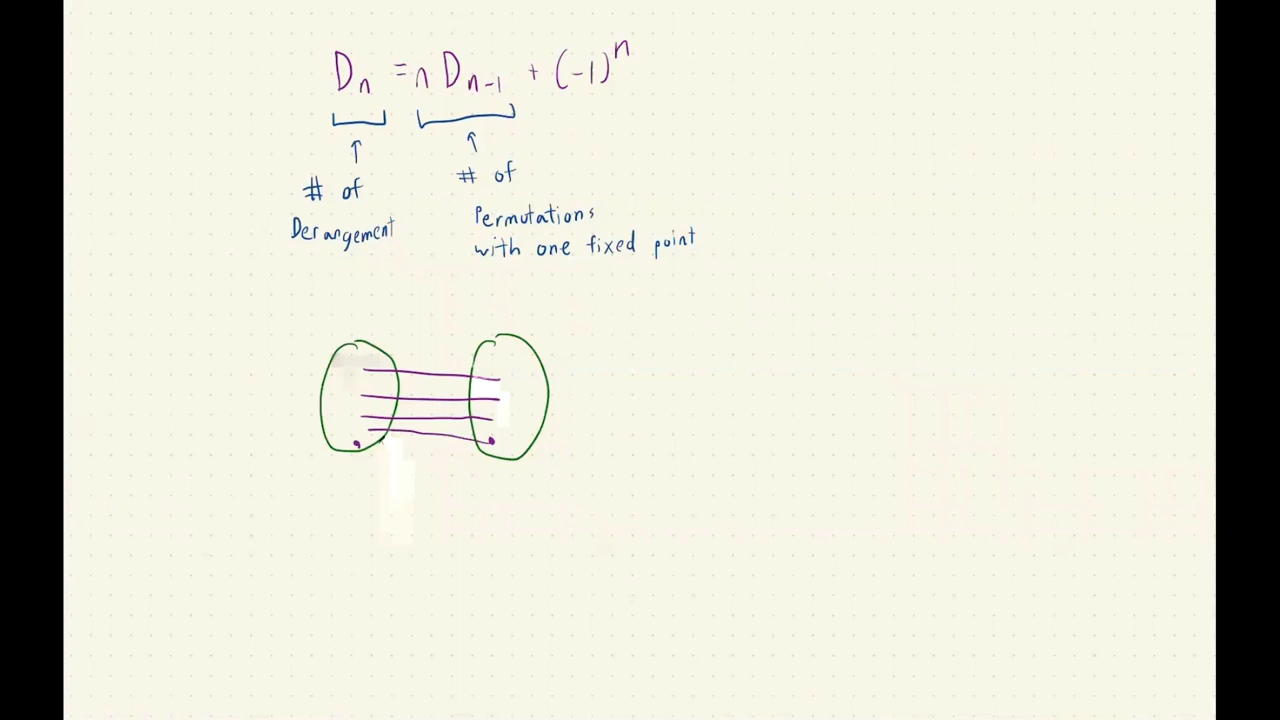 Dₙ = n Dₙ₋₁ + (-1)ⁿ
# of
Derangement
# of
Permutations
with one fixed point